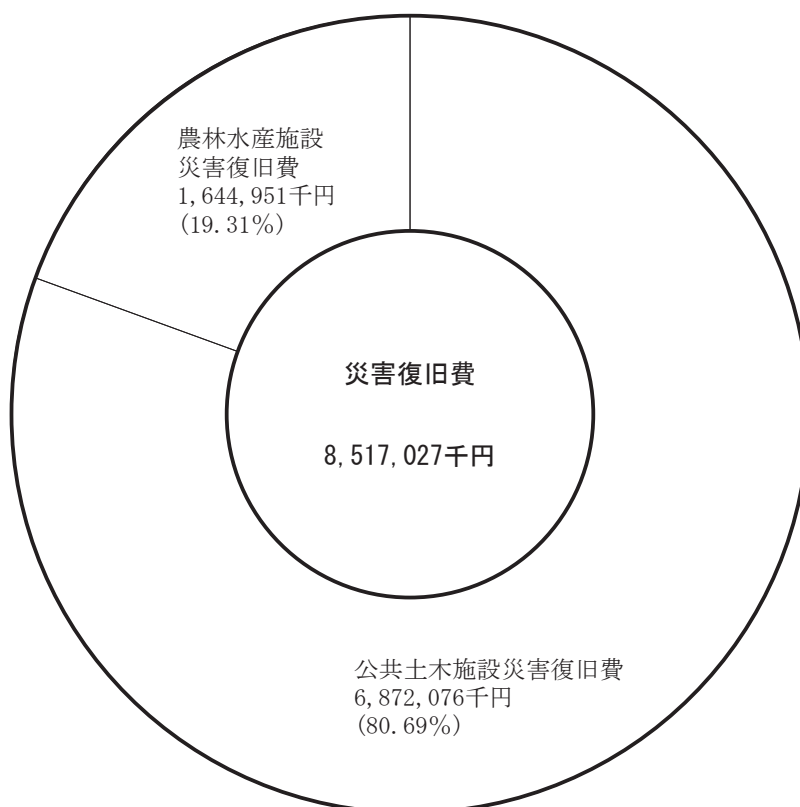 農林水産施設
災害復旧費
1,644,951千円
(19.31%)
災害復旧費
8,517,027千円
公共土木施設災害復旧費
6,872,076千円
(80.69%)